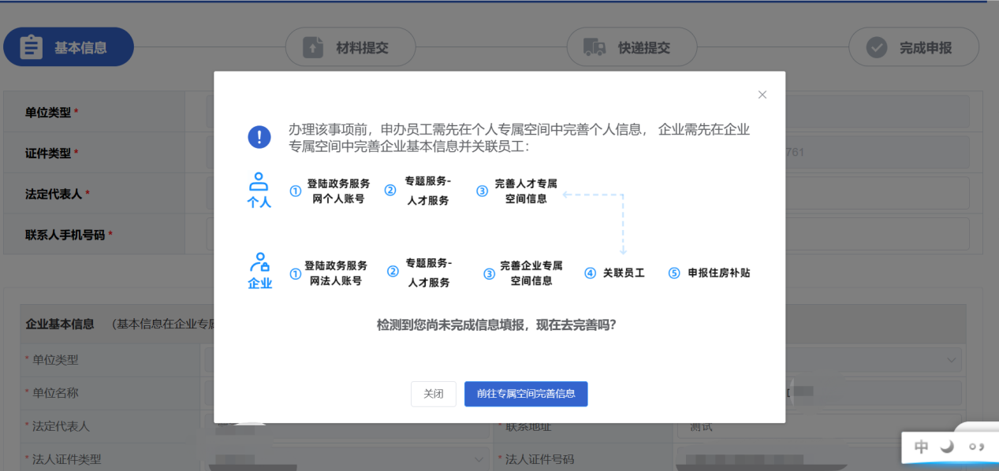 基本信息
材料提交
快递提交
完成申报
单位类型 *
证件类型 *
761
法定代表人 *
联系人手机号码 *
办理该事项前，申办员工需先在个人专属空间中完善个人信息， 企业需先在企业
专属空间中完善企业基本信息并关联员工：
个人
① 登陆政务服务
网个人账号
② 专题服务-
人才服务
③ 完善人才专属
空间信息
企业
① 登陆政务服务
网法人账号
② 专题服务-
人才服务
③ 完善企业专属
空间信息
④ 关联员工
⑤ 申报住房补贴
检测到您尚未完成信息填报，现在去完善吗？
关闭
前往专属空间完善信息
企业基本信息 （基本信息在企业专属
* 单位类型
* 单位名称
* 法定代表人
* 联系地址
测试
* 法人证件类型
* 法人证件号码
中